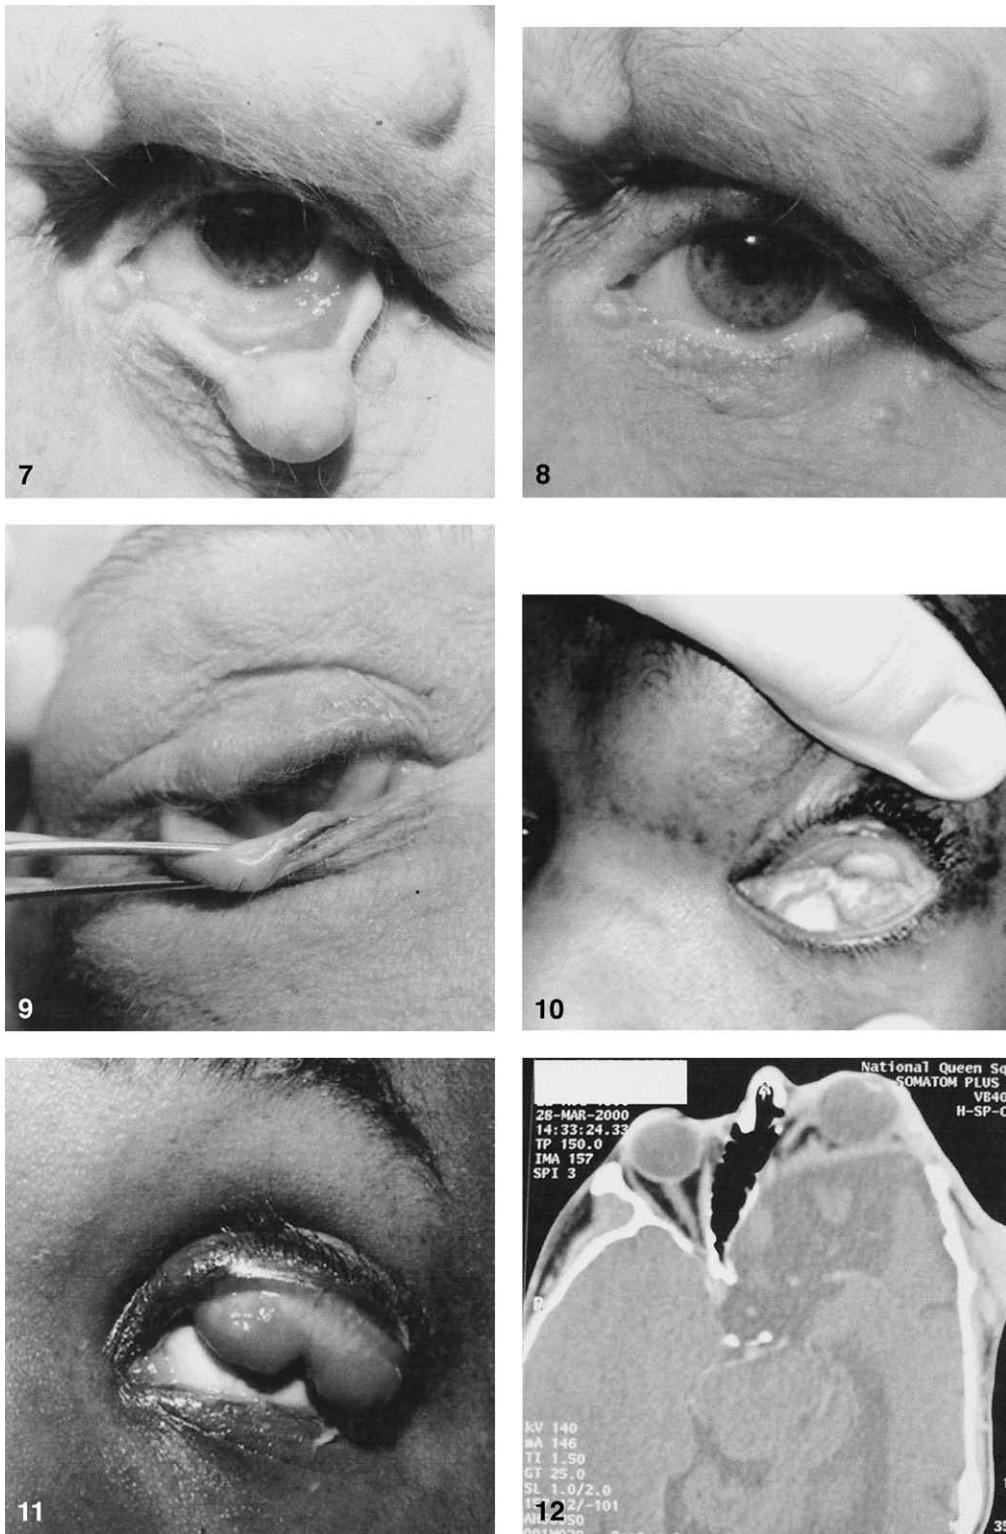 7
8
9
10
11
National Queen Sq
SOMATOM PLUS
VB40
H-SP-C
28-MAR-2000
14:33:24.33
TP 150.0
IMA 157
SPI 3
kV 140
mA 146
TI 1.50
GT 25.0
SL 1.0/2.0
12